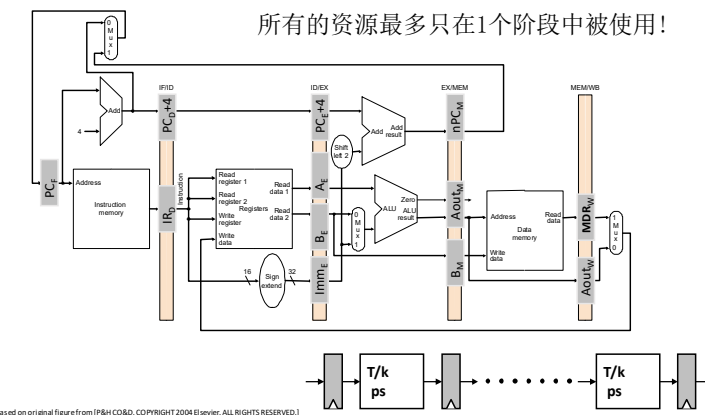 所有的资源最多只在1个阶段中被使用!
0
M
u
x
1
IF/ID
ID/EX
EX/MEM
MEM/WB
PC_D+4
PC_E+4
nPC_M
Add
4
Add
Add
result
Shift
left 2
PC_F
Address
Instruction
memory
IR_D
Instruction
Read
register 1
Read
register 2
Registers
Write
register
Write
data
Read
data 1
Read
data 2
A_E
B_E
Imm_E
0
M
u
x
1
Zero
ALU
ALU
result
Aout_M
B_M
Address
Write
data
Data
memory
Read
data
MDR_W
Aout_W
1
M
u
x
0
16
Sign
extend
32
T/k
ps
T/k
ps
ased on original figure from [P&H CO&D, COPYRIGHT 2004 Elsevier. ALL RIGHTS RESERVED.]